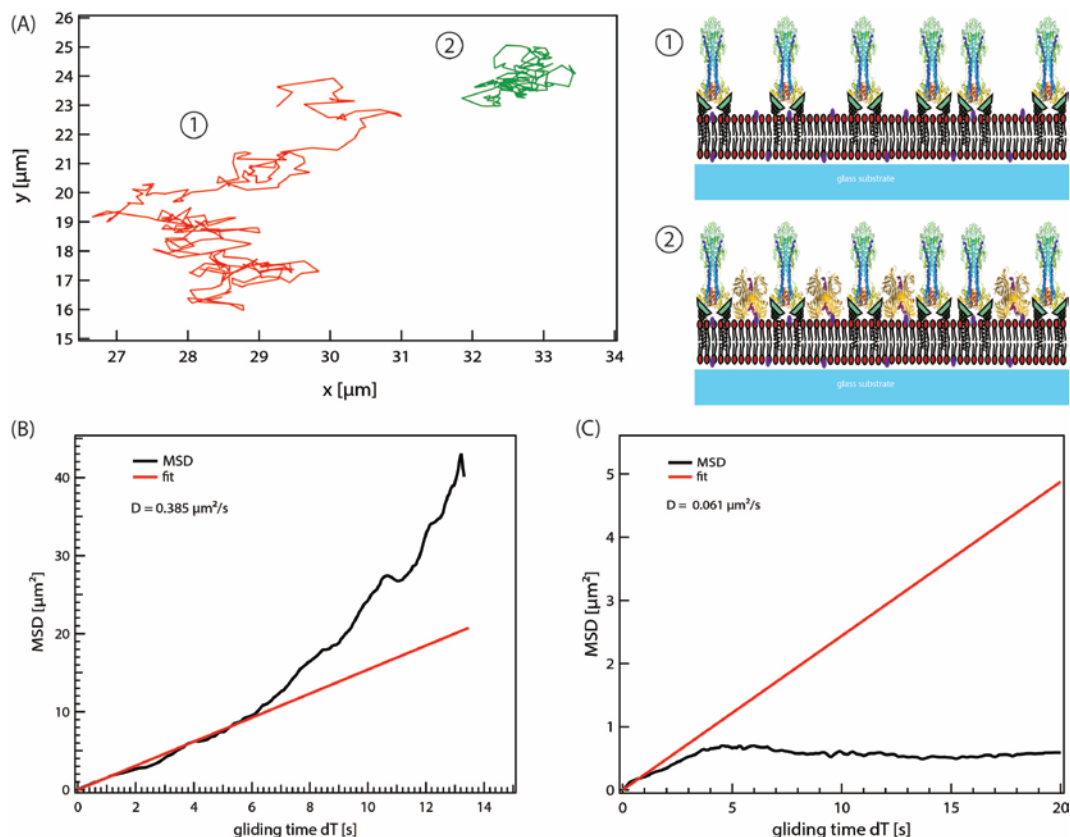 (A)
26
25
24
23
22
21
20
19
18
17
16
15
y [µm]
27 28 29 30 31 32 33 34
x [µm]
1
2
1
glass substrate
2
glass substrate
(B)
MSD
fit
D = 0.385 µm²/s
40
30
20
10
0
MSD [µm²]
0 2 4 6 8 10 12 14
gliding time dT [s]
(C)
MSD
fit
D = 0.061 µm²/s
5
4
3
2
1
0
MSD [µm²]
0 5 10 15 20
gliding time dT [s]